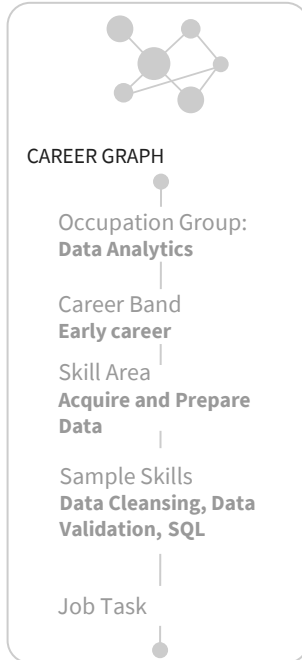 CAREER GRAPH
Occupation Group:
Data Analytics
Career Band
Early career
Skill Area
Acquire and Prepare
Data
Sample Skills
Data Cleansing, Data
Validation, SQL
Job Task